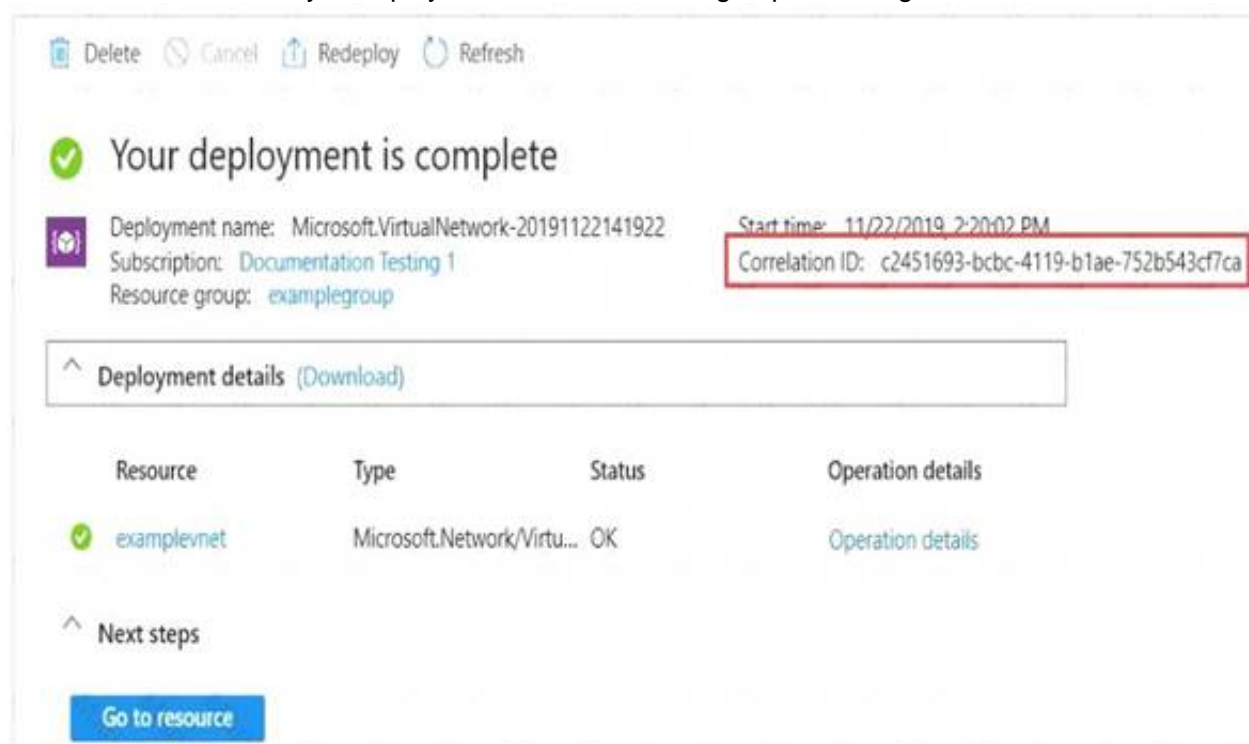 Delete Cancel Redeploy Refresh
Your deployment is complete
Deployment name: Microsoft.VirtualNetwork-20191122141922 Start time: 11/22/2019, 2:20:02 PM
Subscription: Documentation Testing 1 Correlation ID: c2451693-bcbc-4119-b1ae-752b543cf7ca
Resource group: examplegroup
Deployment details (Download)
Resource Type Status Operation details
examplevnet Microsoft.Network/Virtu... OK Operation details
Next steps
Go to resource